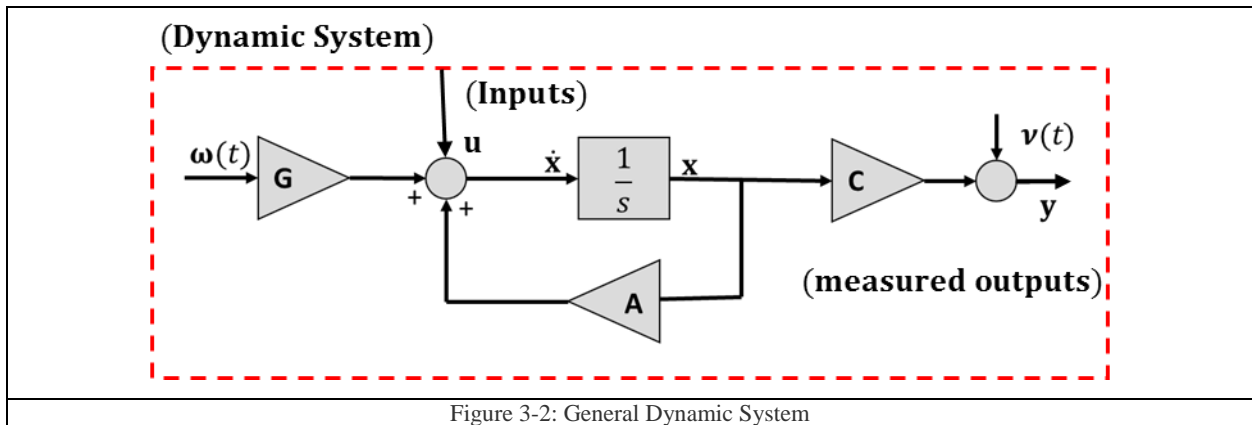 (Dynamic System)
(Inputs)
ω(t)
G
u
+
+
ẋ
1
s
x
C
ν(t)
y
A
(measured outputs)
Figure 3-2: General Dynamic System